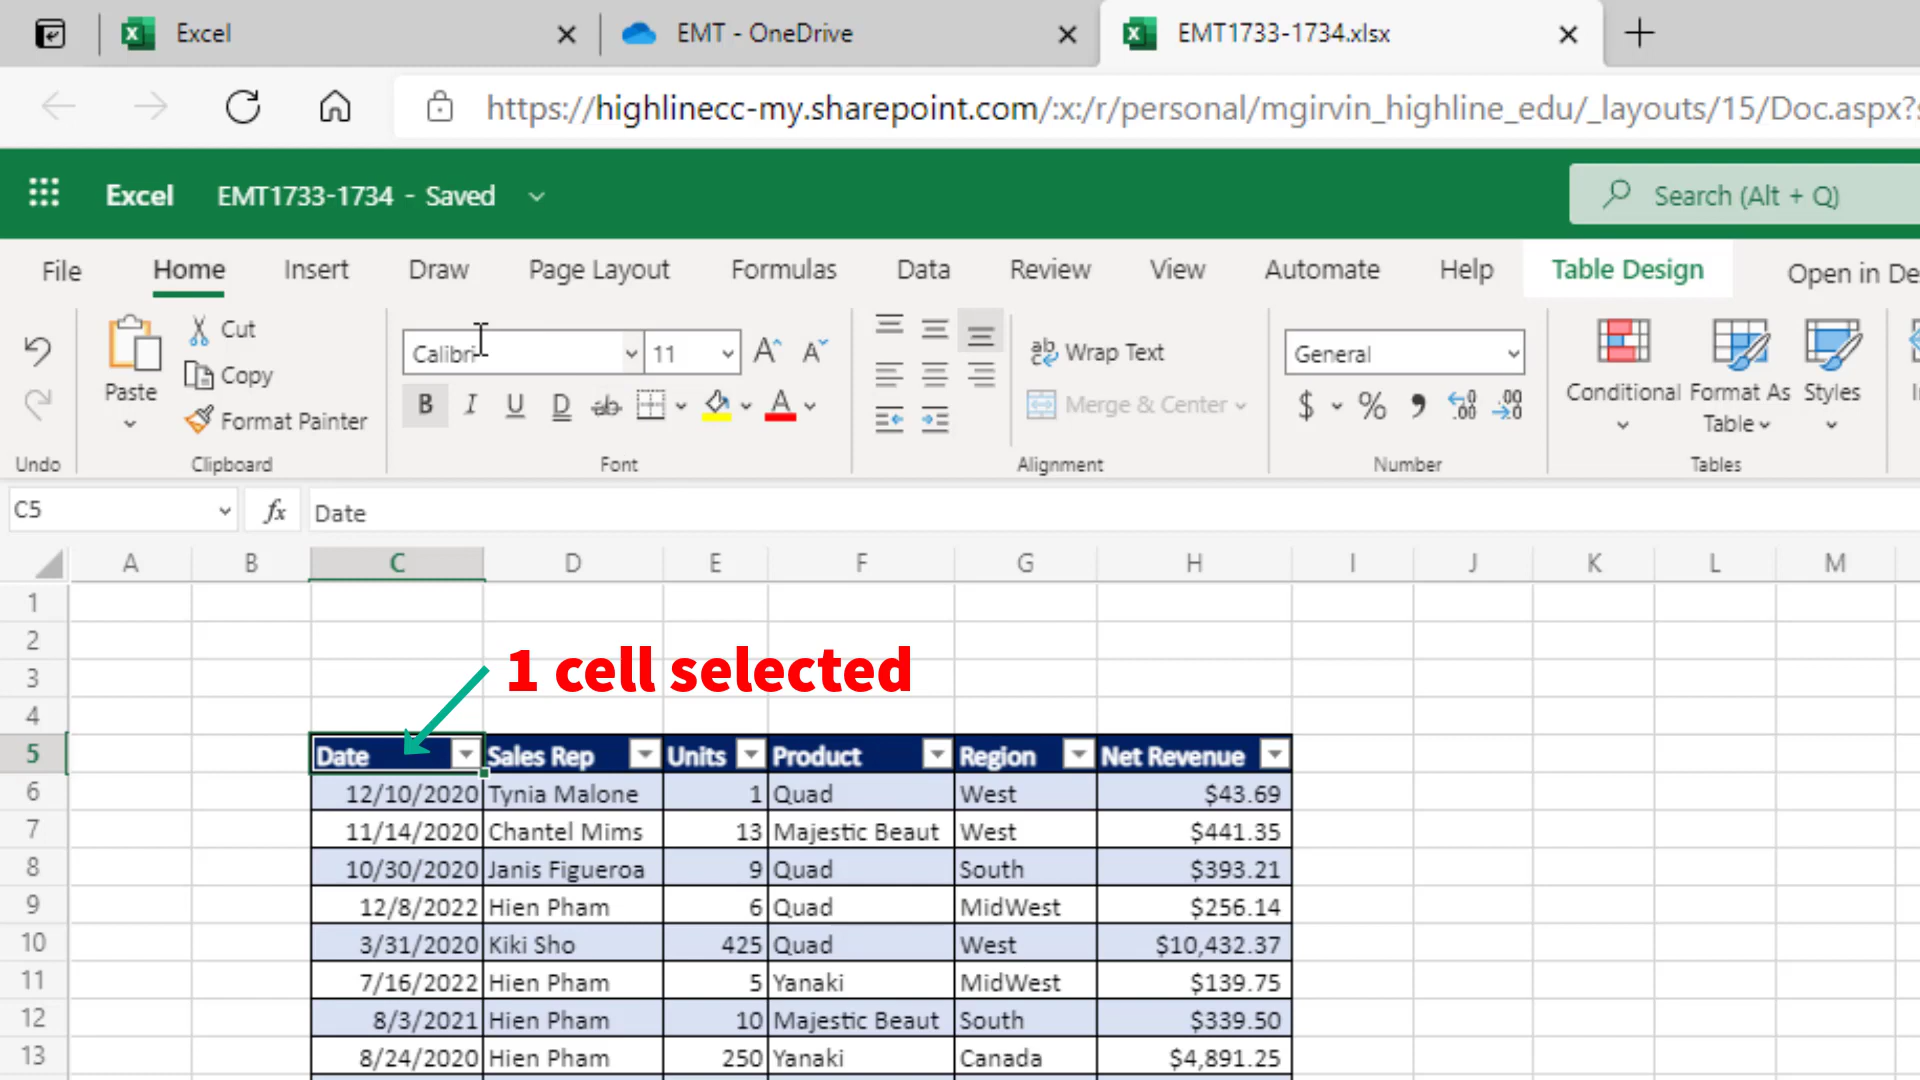 Excel
EMT - OneDrive
EMT1733-1734.xlsx
https://highlinecc-my.sharepoint.com/:x:/r/personal/mgirvin_highline_edu/_layouts/15/Doc.aspx?
Excel EMT1733-1734 - Saved
Search (Alt + Q)
File Home Insert Draw Page Layout Formulas Data Review View Automate Help Table Design Open in De
Cut
Calibri 11
Wrap Text
General
Paste
Copy
Conditional Format As Styles
B I U D ab
Merge & Center
$ %
Format Painter
Table
Undo Clipboard Font Alignment Number Tables
C5 fx Date
A B C D E F G H I J K L M
1
2
1 cell selected
3
4
5 Date Sales Rep Units Product Region Net Revenue
6 12/10/2020 Tynia Malone 1 Quad West $43.69
7 11/14/2020 Chantel Mims 13 Majestic Beaut West $441.35
8 10/30/2020 Janis Figueroa 9 Quad South $393.21
9 12/8/2022 Hien Pham 6 Quad MidWest $256.14
10 3/31/2020 Kiki Sho 425 Quad West $10,432.37
11 7/16/2022 Hien Pham 5 Yanaki MidWest $139.75
12 8/3/2021 Hien Pham 10 Majestic Beaut South $339.50
13 8/24/2020 Hien Pham 250 Yanaki Canada $4,891.25